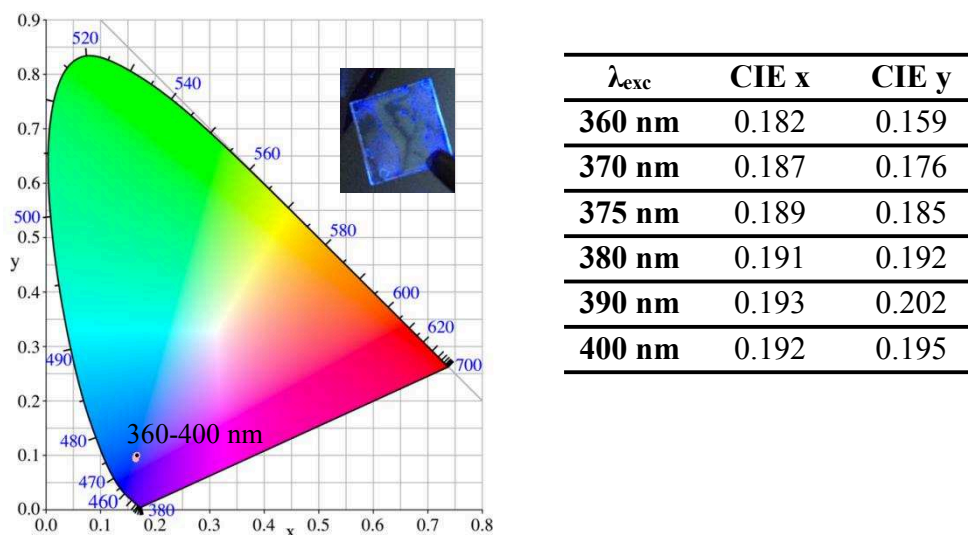 0.9
520
0.8
540
0.7
560
0.6
500
0.5
580
y
0.4
600
620
0.3
490
700
0.2
360-400 nm
480
0.1
470
460
380
0.0
0.0 0.1 0.2 0.3 0.4 0.5 0.6 0.7 0.8
x
λexc CIE x CIE y
360 nm 0.182 0.159
370 nm 0.187 0.176
375 nm 0.189 0.185
380 nm 0.191 0.192
390 nm 0.193 0.202
400 nm 0.192 0.195